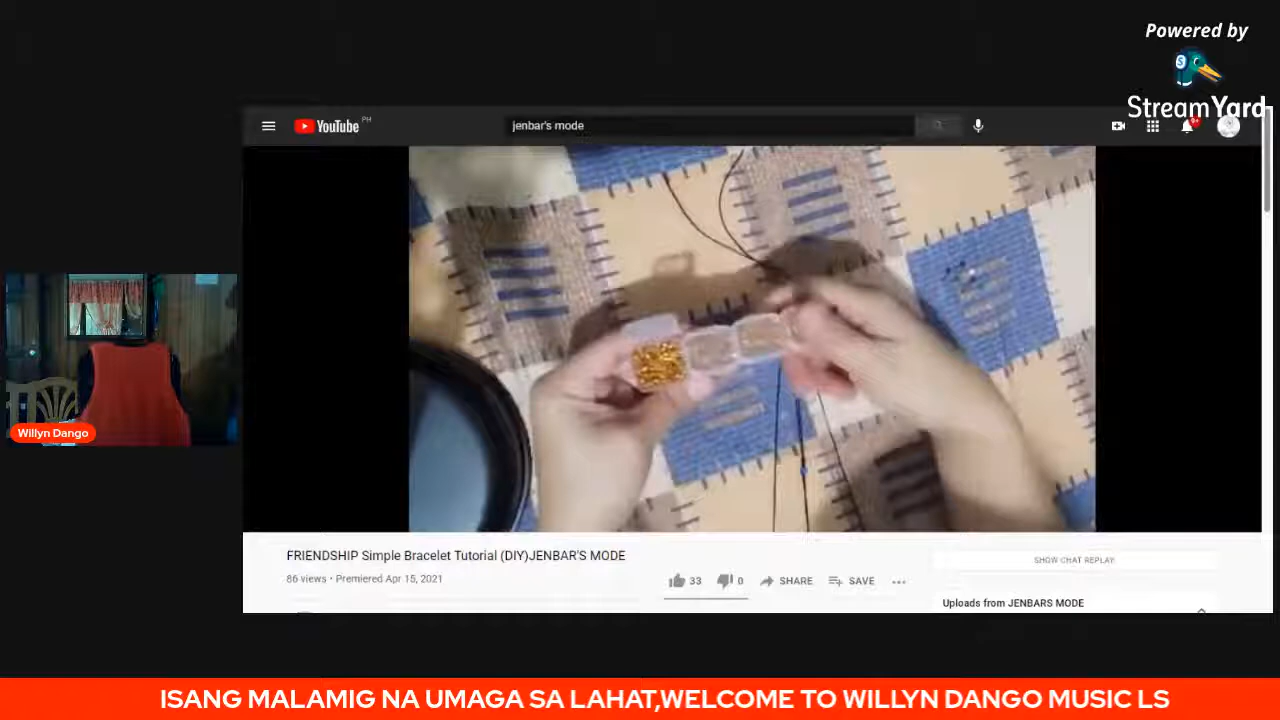 Powered by
StreamYard
YouTube PH
jenbar's mode
9+
Willyn Dango
FRIENDSHIP Simple Bracelet Tutorial (DIY)JENBAR'S MODE
86 views • Premiered Apr 15, 2021
33
0
SHARE
SAVE
SHOW CHAT REPLAY
Uploads from JENBARS MODE
ISANG MALAMIG NA UMAGA SA LAHAT,WELCOME TO WILLYN DANGO MUSIC LS